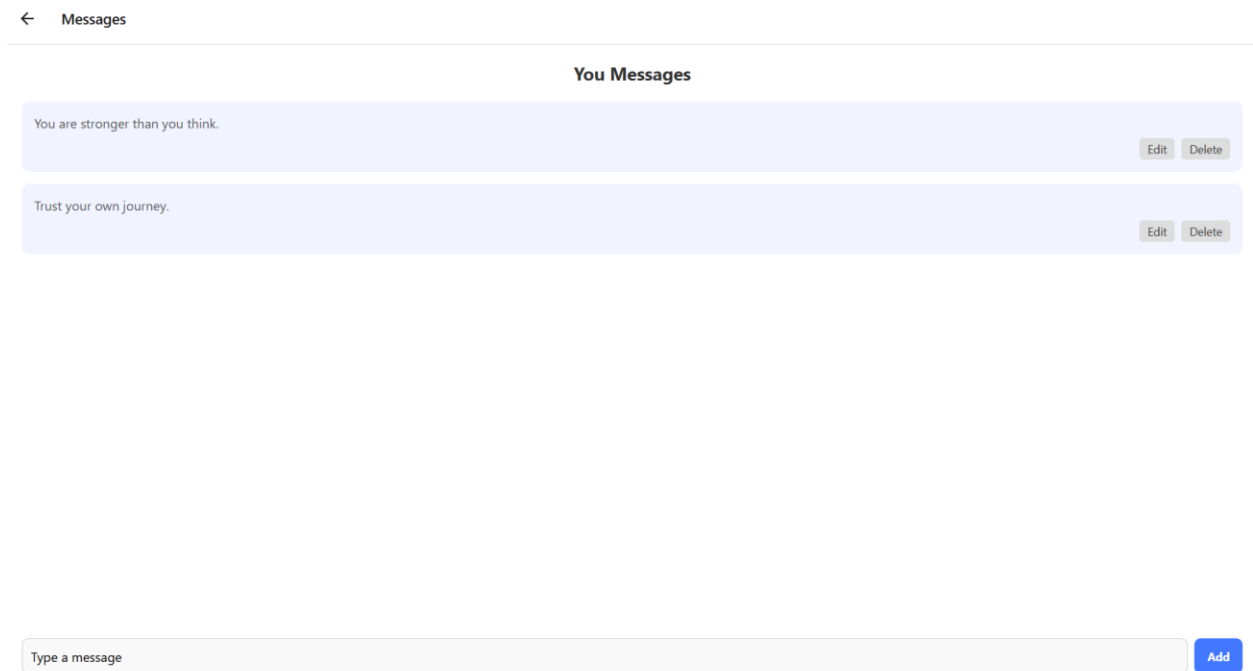 Messages
You Messages
You are stronger than you think.
Edit Delete
Trust your own journey.
Edit Delete
Type a message Add